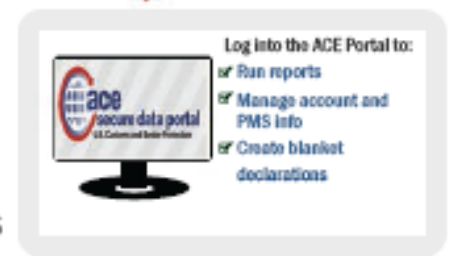 Log into the ACE Portal to:
Run reports
Manage account and
PMS info
Create blanket
declarations
ace
secure data portal
U.S. Customs and Border Protection